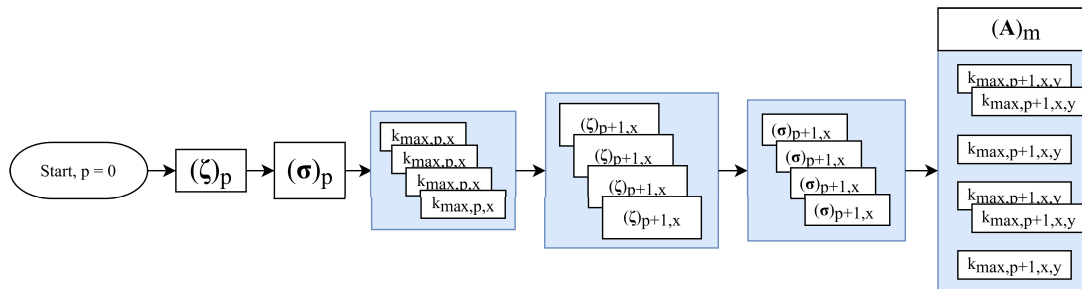 Start, p = 0
(ζ)p
(σ)p
kmax,p,x
kmax,p,x
kmax,p,x
kmax,p,x
(ζ)p+1,x
(ζ)p+1,x
(ζ)p+1,x
(ζ)p+1,x
(σ)p+1,x
(σ)p+1,x
(σ)p+1,x
(σ)p+1,x
(A)m
kmax,p+1,x,y
kmax,p+1,x,y
kmax,p+1,x,y
kmax,p+1,x,y
kmax,p+1,x,y
kmax,p+1,x,y